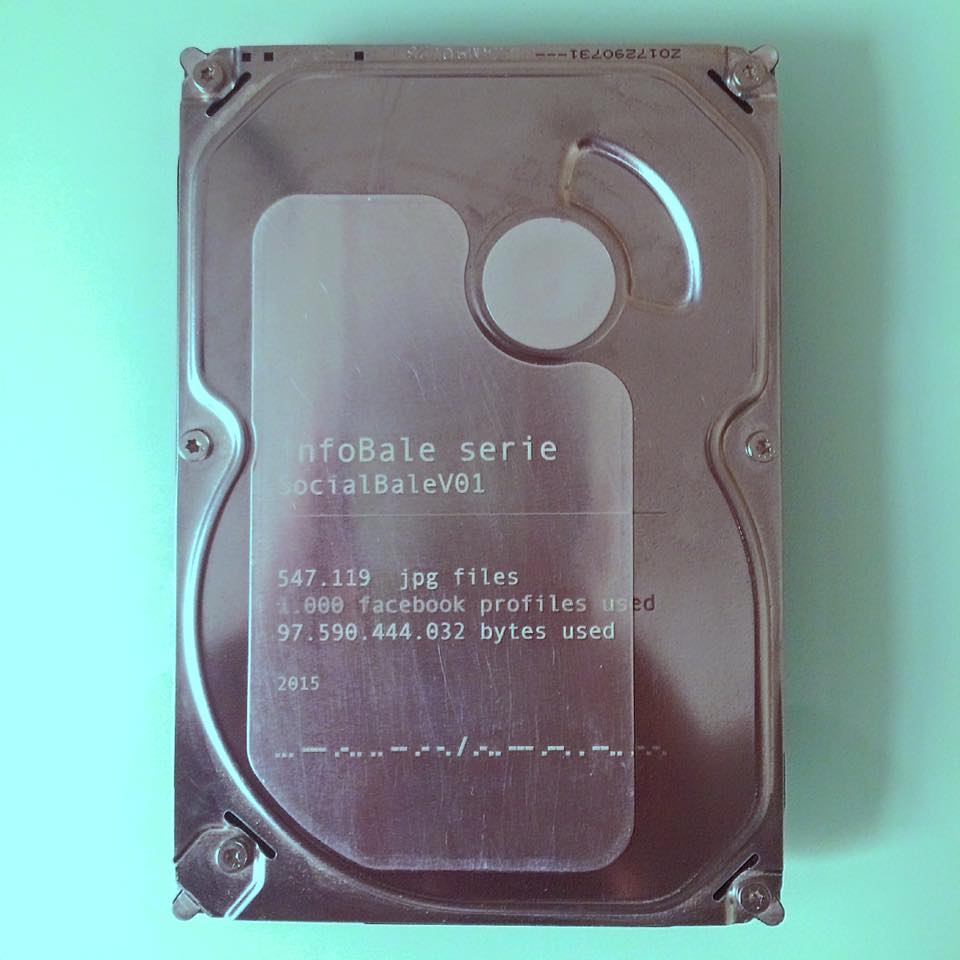 Z017290731---
infoBale serie
socialBaleV01
547.119 jpg files
1.000 facebook profiles used
97.590.444.032 bytes used
2015